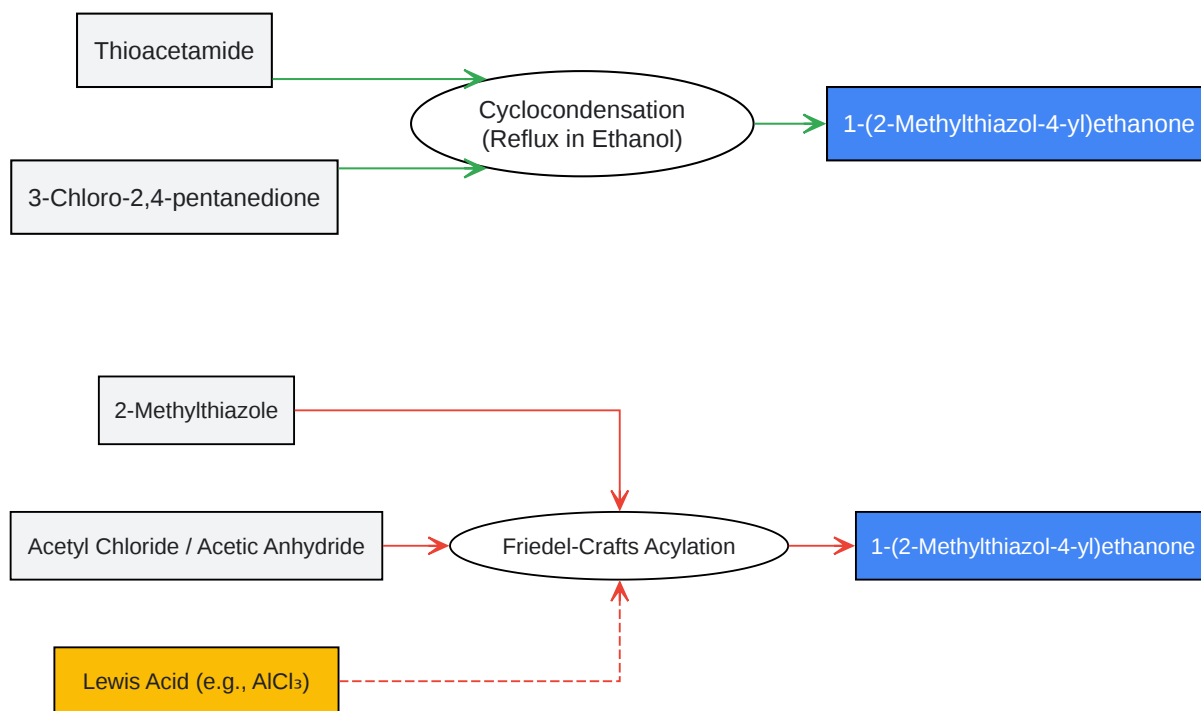 Thioacetamide
Cyclocondensation
(Reflux in Ethanol)
1-(2-Methylthiazol-4-yl)ethanone
3-Chloro-2,4-pentanedione
2-Methylthiazole
Acetyl Chloride / Acetic Anhydride
Friedel-Crafts Acylation
1-(2-Methylthiazol-4-yl)ethanone
Lewis Acid (e.g., AlCl₃)